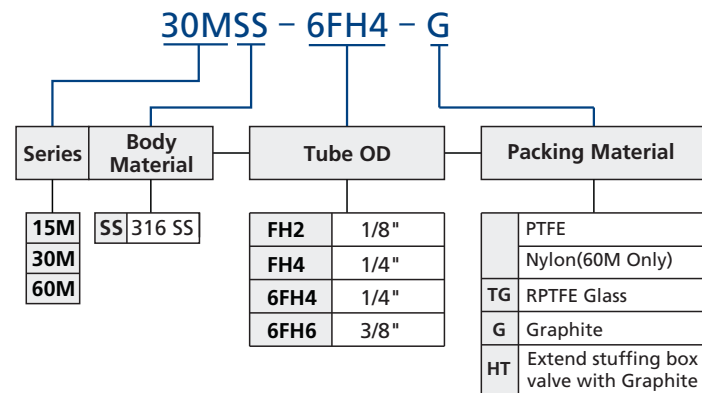 30MSS - 6FH4 - G
Series
Body
Material
Tube OD
Packing Material
15M
30M
60M
SS 316 SS
FH2 1/8"
FH4 1/4"
6FH4 1/4"
6FH6 3/8"
PTFE
Nylon(60M Only)
TG RPTFE Glass
G Graphite
HT Extend stuffing box
valve with Graphite